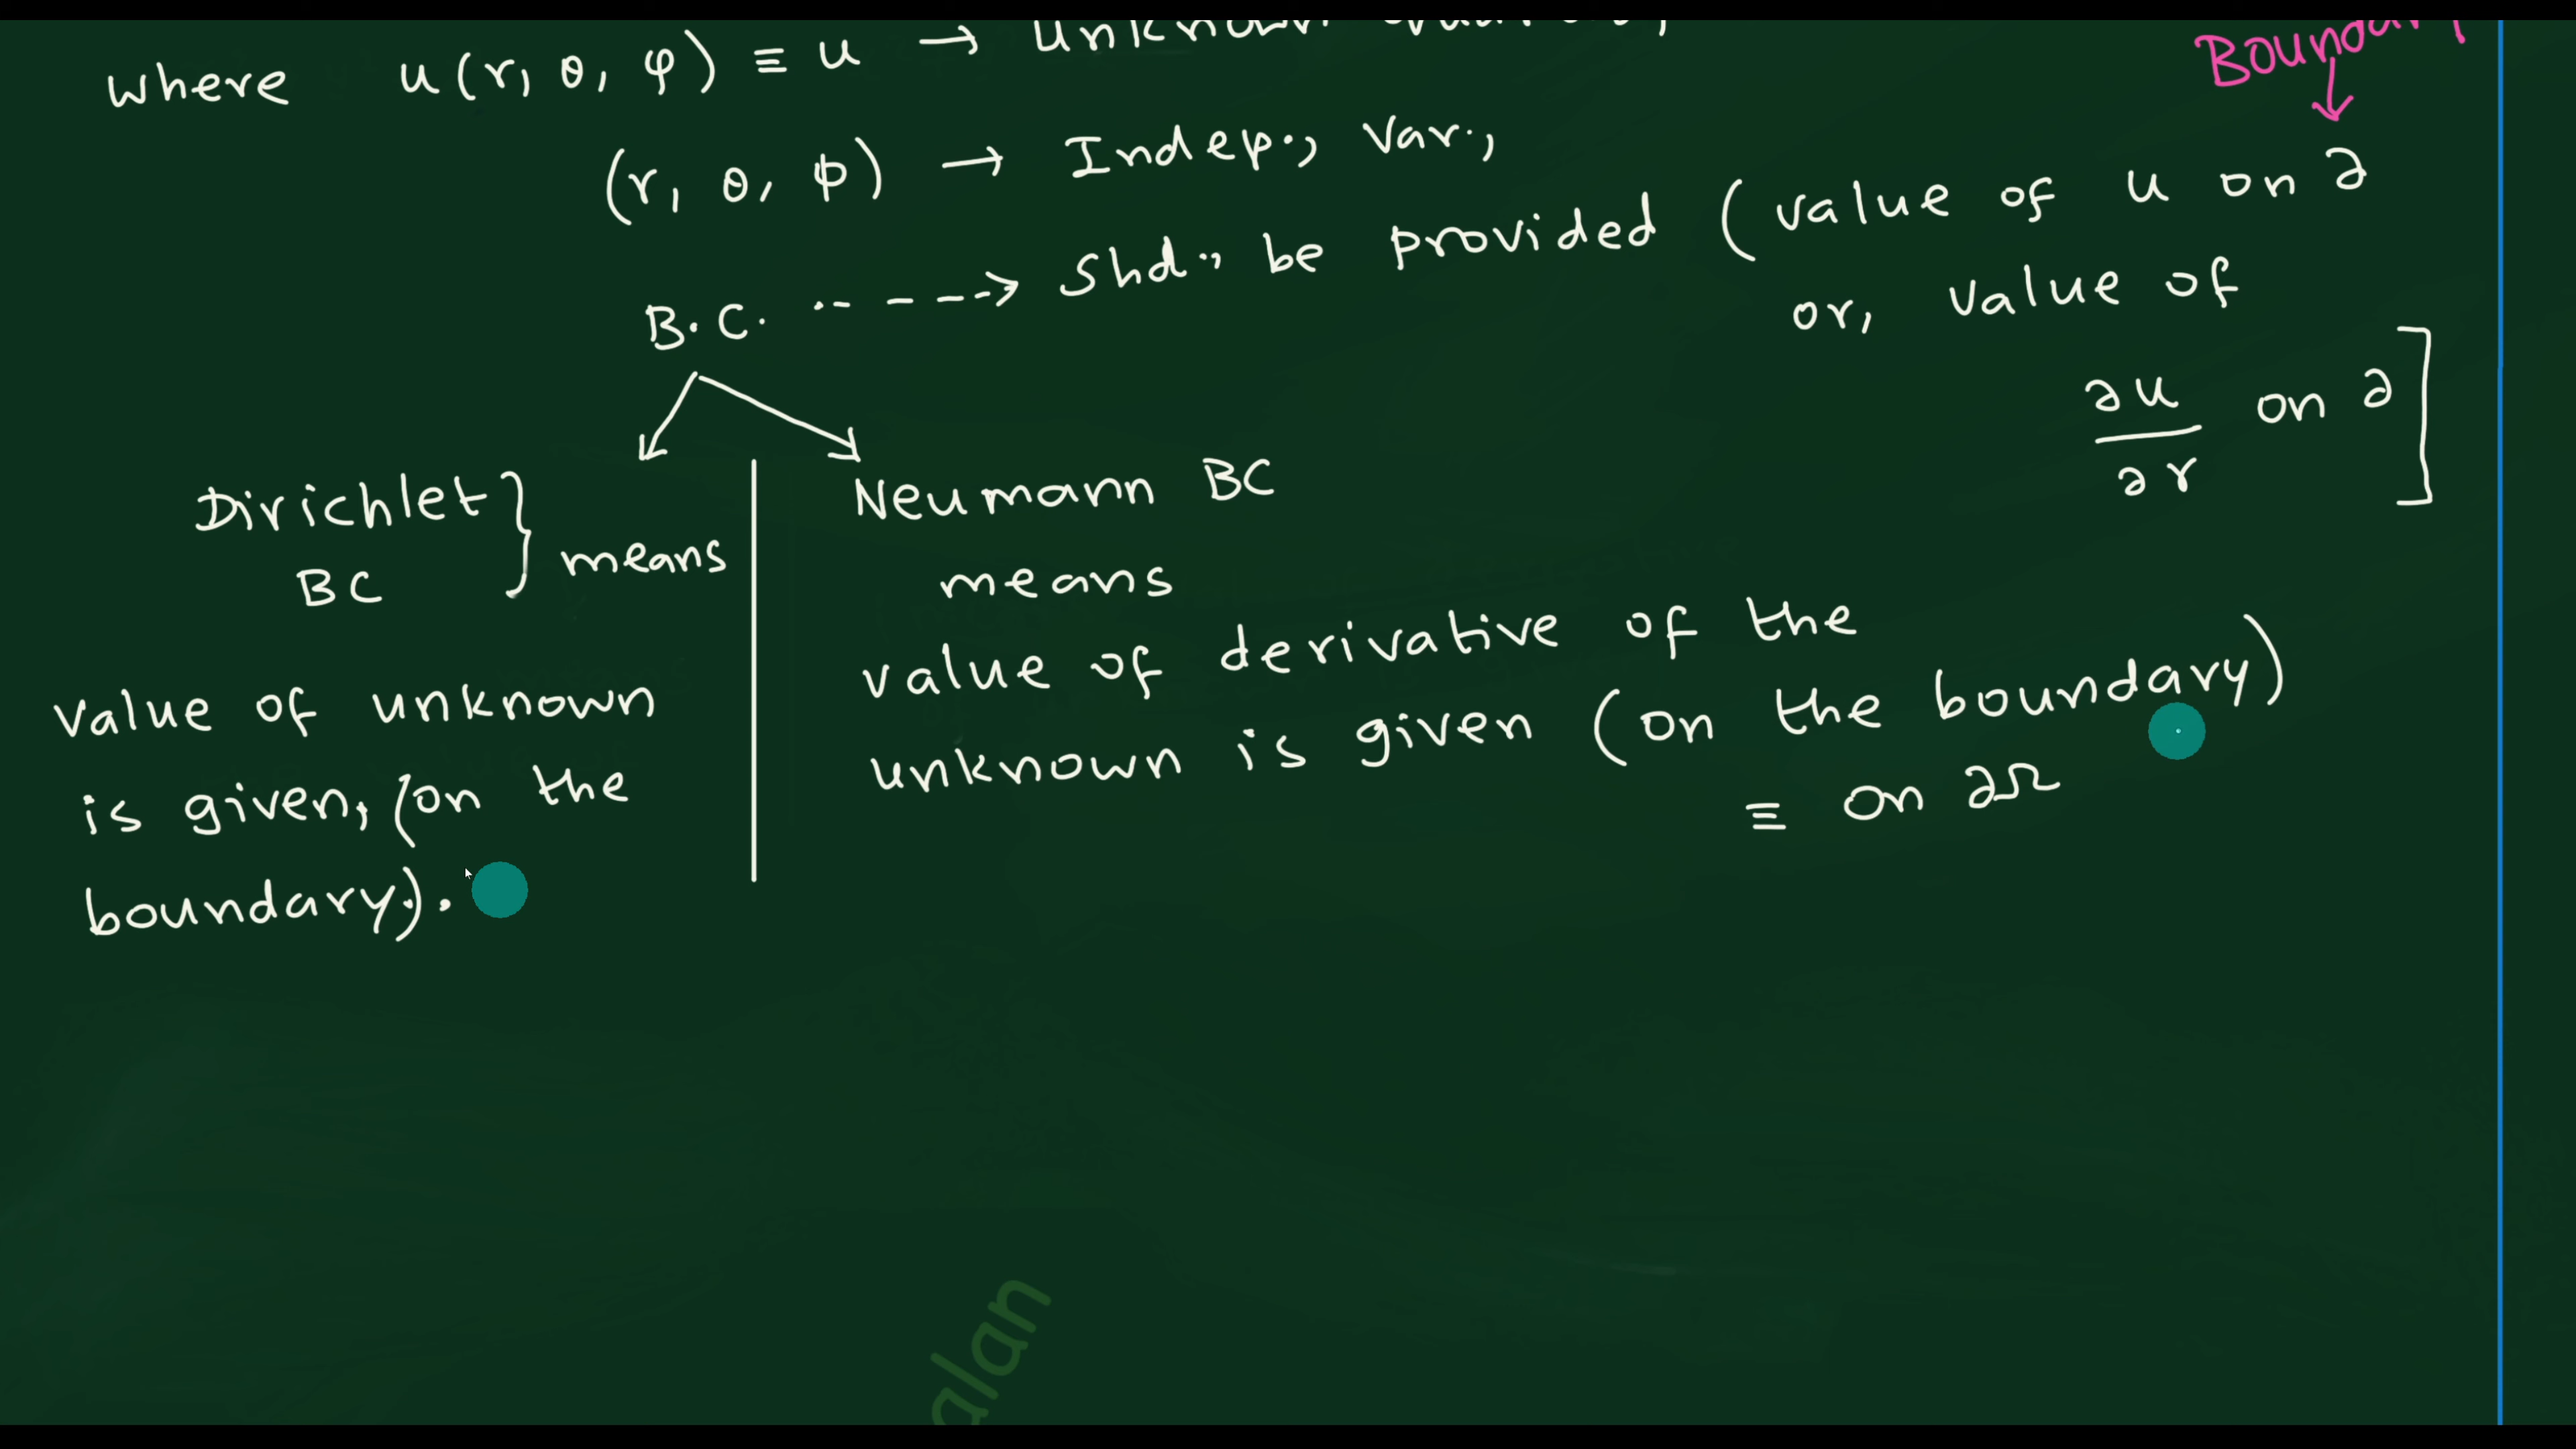 where u(r, θ, φ) ≡ u → unknown
Boundary
(r, θ, ϕ) → Indep., Var.,
B.C. - - - -> Shd., be provided (value of u on ∂
or, value of
∂u/∂r on ∂]
Dirichlet BC } means
value of unknown
is given, (on the
boundary).
Neumann BC
means
value of derivative of the
unknown is given (on the boundary)
≡ on ∂Ω
alan